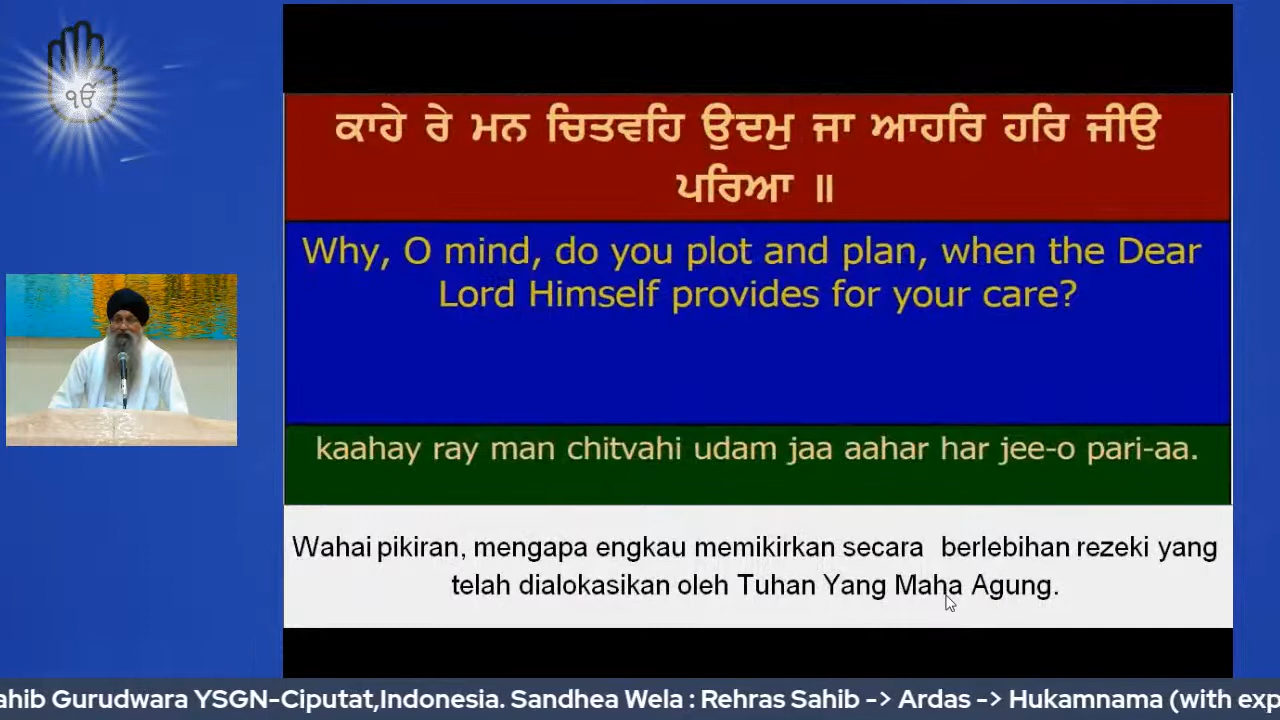 ੴ
ਕਾਹੇ ਰੇ ਮਨ ਚਿਤਵਹਿ ਉਦਮੁ ਜਾ ਆਹਰਿ ਹਰਿ ਜੀਉ
ਪਰਿਆ ॥
Why, O mind, do you plot and plan, when the Dear
Lord Himself provides for your care?
kaahay ray man chitvahi udam jaa aahar har jee-o pari-aa.
Wahai pikiran, mengapa engkau memikirkan secara berlebihan rezeki yang
telah dialokasikan oleh Tuhan Yang Maha Agung.
ahib Gurudwara YSGN-Ciputat,Indonesia. Sandhea Wela : Rehras Sahib -> Ardas -> Hukamnama (with exp